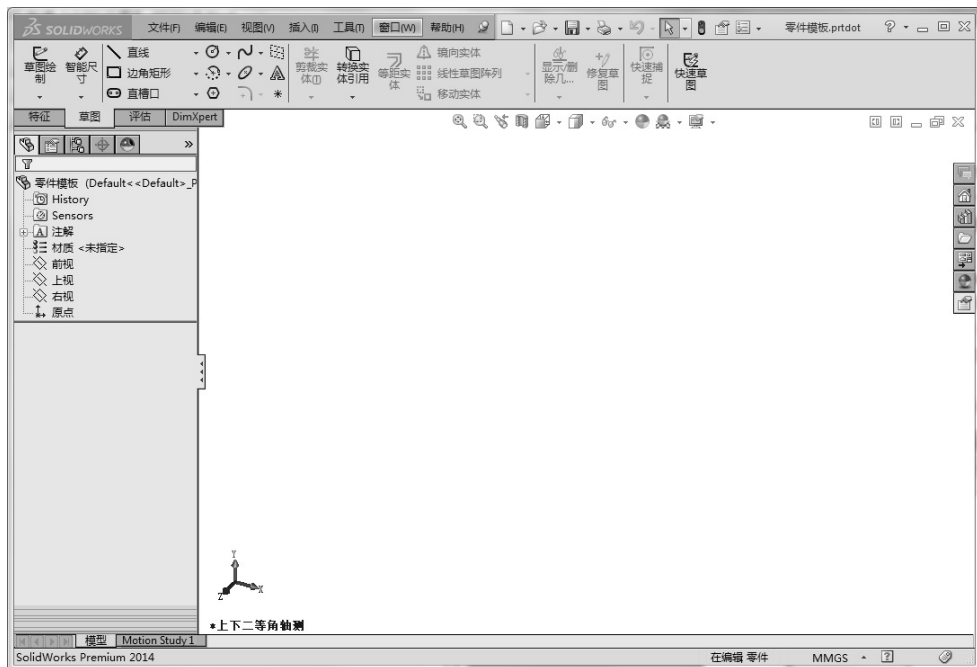 SOLIDWORKS 文件(F) 编辑(E) 视图(V) 插入(I) 工具(T) 窗口(W) 帮助(H) 零件模板.prtdot
草图绘制
智能尺寸
直线
边角矩形
直槽口
剪裁实体(I)
转换实体引用
等距实体
镜向实体
线性草图阵列
移动实体
显示/删除几...
修复草图
快速捕捉
快速草图
特征 草图 评估 DimXpert
零件模板 (Default<<Default>_P
History
Sensors
注解
材质 <未指定>
前视
上视
右视
原点
Y
X
Z
*上下二等角轴测
模型 Motion Study 1
SolidWorks Premium 2014 在编辑 零件 MMGS